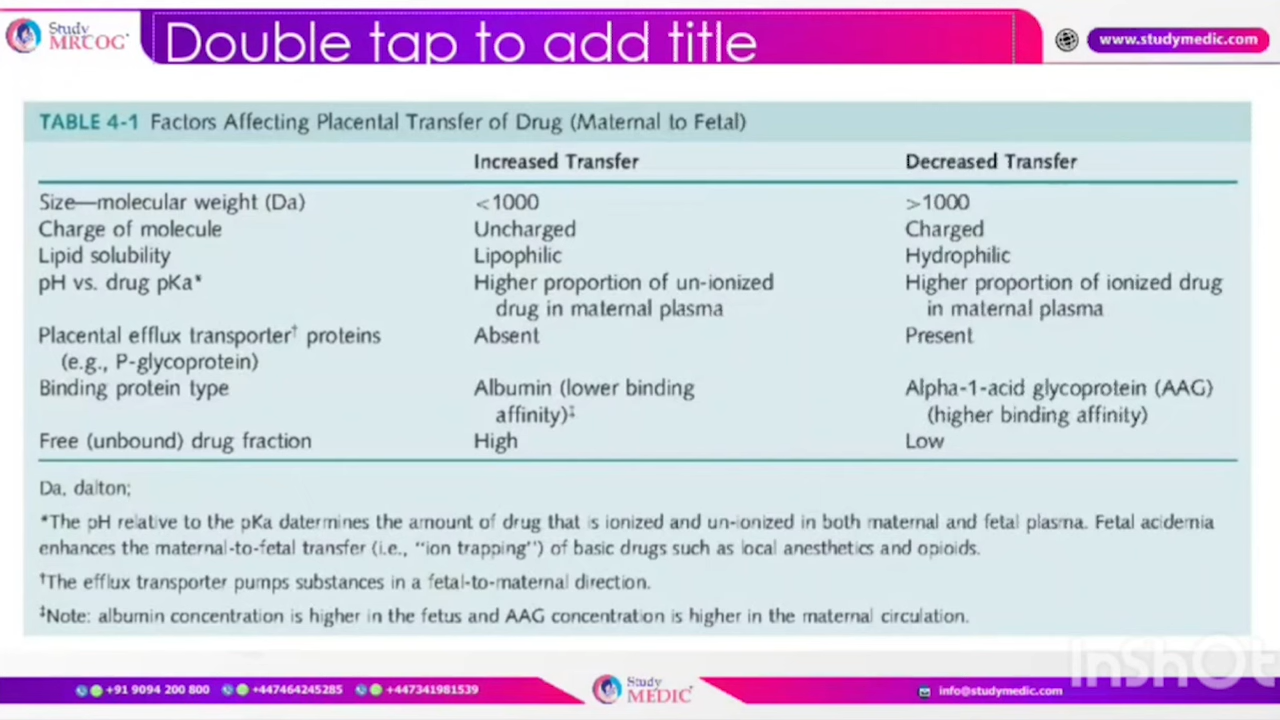 Study
MRCOG
Double tap to add title
www.studymedic.com
TABLE 4-1 Factors Affecting Placental Transfer of Drug (Maternal to Fetal)
Increased Transfer Decreased Transfer
Size—molecular weight (Da) <1000 >1000
Charge of molecule Uncharged Charged
Lipid solubility Lipophilic Hydrophilic
pH vs. drug pKa* Higher proportion of un-ionized Higher proportion of ionized drug
drug in maternal plasma in maternal plasma
Placental efflux transporter† proteins Absent Present
(e.g., P-glycoprotein)
Binding protein type Albumin (lower binding Alpha-1-acid glycoprotein (AAG)
affinity)‡ (higher binding affinity)
Free (unbound) drug fraction High Low
Da, dalton;
*The pH relative to the pKa datermines the amount of drug that is ionized and un-ionized in both maternal and fetal plasma. Fetal acidemia
enhances the maternal-to-fetal transfer (i.e., “ion trapping”) of basic drugs such as local anesthetics and opioids.
†The efflux transporter pumps substances in a fetal-to-maternal direction.
‡Note: albumin concentration is higher in the fetus and AAG concentration is higher in the maternal circulation.
InShOt
+91 9094 200 800 +447464245285 +447341981539
Study
MEDIC
info@studymedic.com